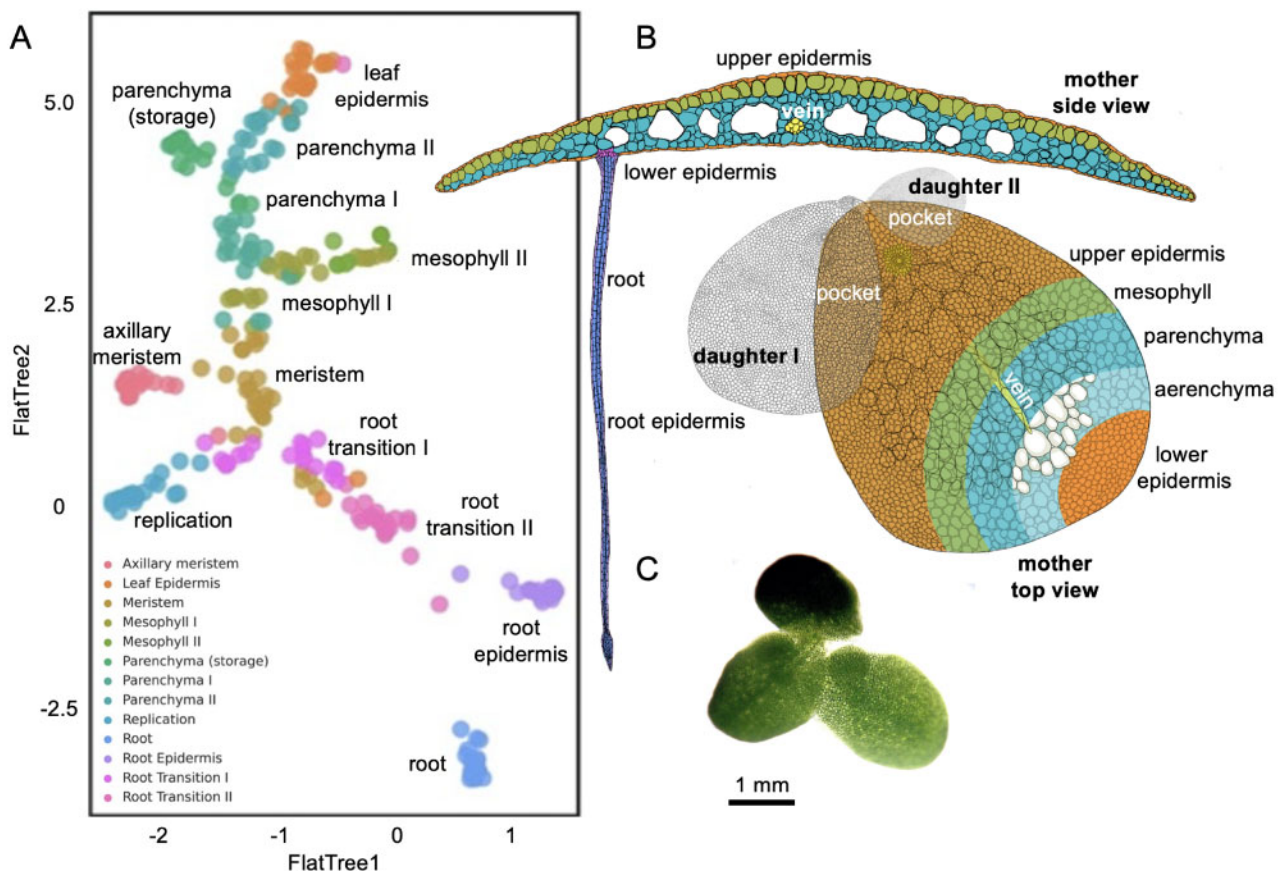 A
5.0
2.5
0
-2.5
FlatTree2
leaf
epidermis
parenchyma
(storage)
parenchyma II
parenchyma I
mesophyll II
mesophyll I
axillary
meristem
meristem
root
transition I
replication
root
transition II
root
epidermis
root
Axillary meristem
Leaf Epidermis
Meristem
Mesophyll I
Mesophyll II
Parenchyma (storage)
Parenchyma I
Parenchyma II
Replication
Root
Root Epidermis
Root Transition I
Root Transition II
-2
-1
0
1
FlatTree1
B
upper epidermis
mother
side view
vein
lower epidermis
daughter II
pocket
upper epidermis
mesophyll
root
pocket
parenchyma
daughter I
vein
aerenchyma
root epidermis
lower
epidermis
mother
top view
C
1 mm